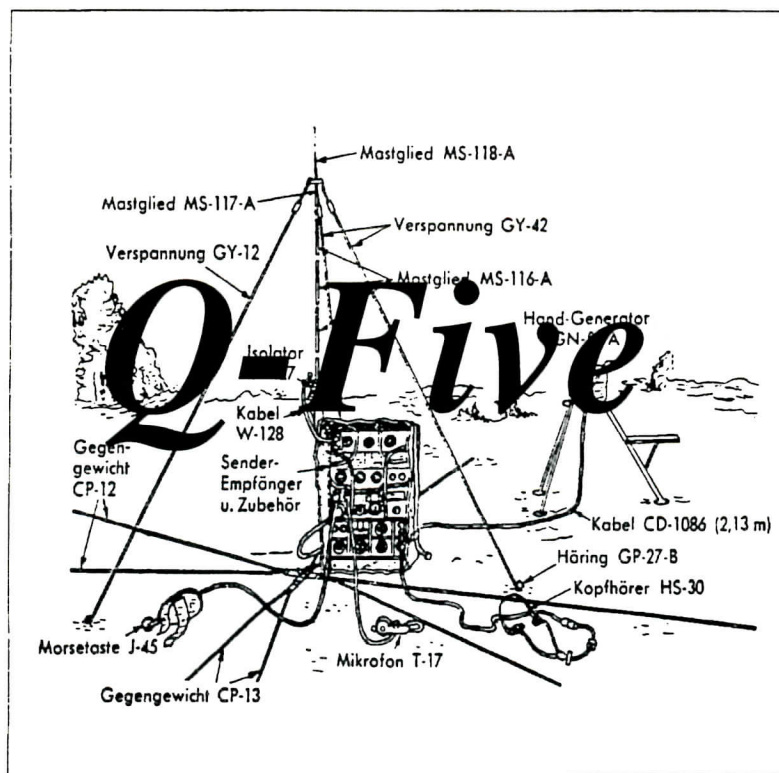 Mastglied MS-118-A
Mastglied MS-117-A
Verspannung GY-42
Verspannung GY-12
Mastglied MS-116-A
Q-Five
Hand-Generator
Isolator
Kabel
W-128
Gegen-
gewicht
CP-12
Sender-
Empfänger
u. Zubehör
Kabel CD-1086 (2,13 m)
Häring GP-27-B
Kopfhörer HS-30
Morsetaste J-45
Mikrofon T-17
Gegengewicht CP-13